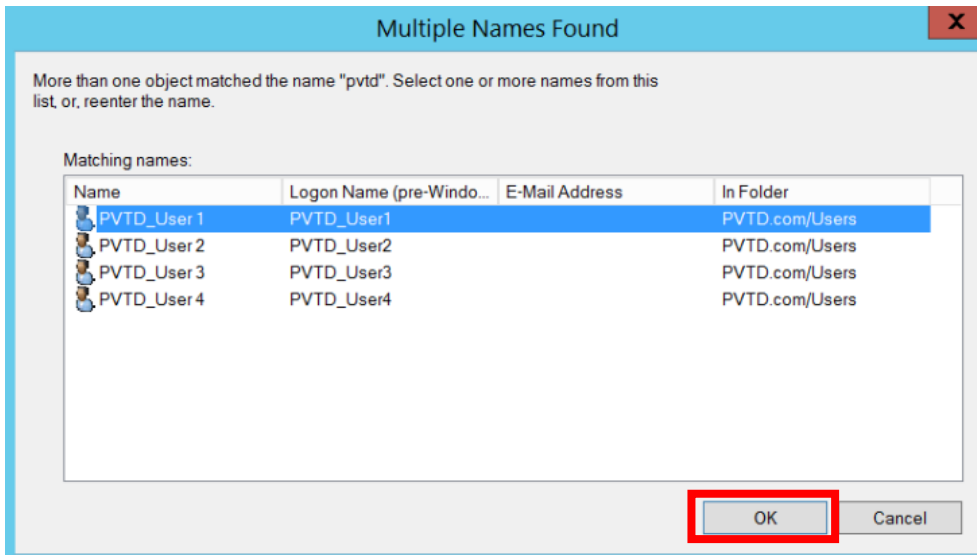 Multiple Names Found
X
More than one object matched the name "pvtd". Select one or more names from this
list, or, reenter the name.
Matching names:
Name Logon Name (pre-Windo... E-Mail Address In Folder
PVTD_User 1 PVTD_User1 PVTD.com/Users
PVTD_User 2 PVTD_User2 PVTD.com/Users
PVTD_User 3 PVTD_User3 PVTD.com/Users
PVTD_User 4 PVTD_User4 PVTD.com/Users
OK Cancel